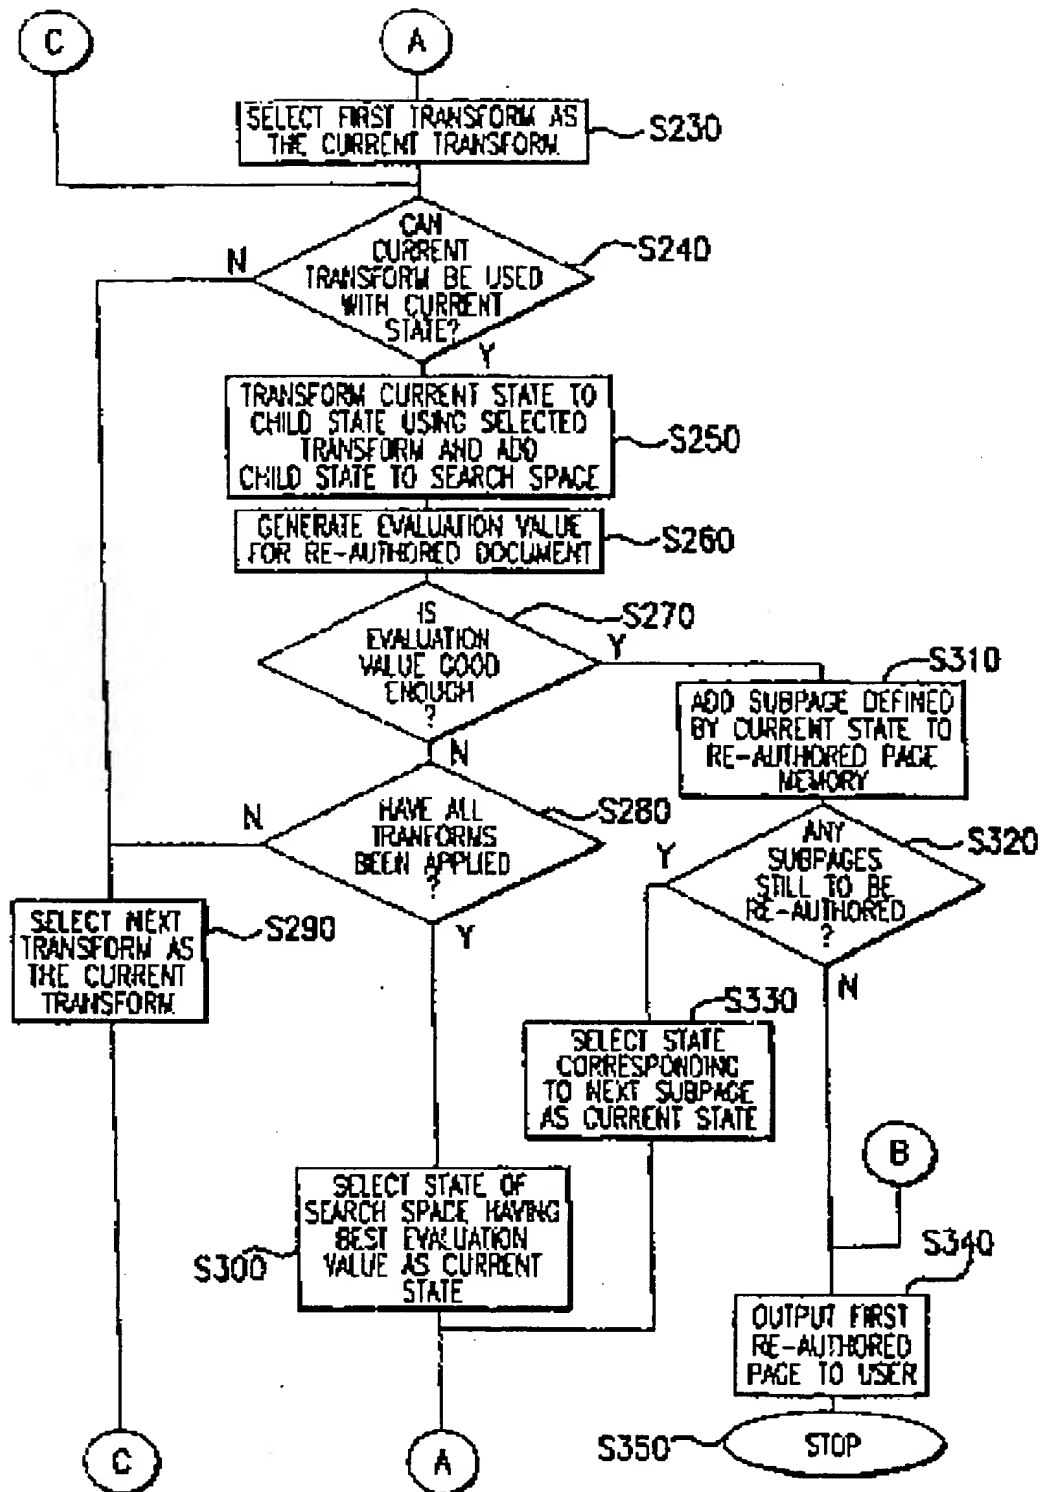 C
A
SELECT FIRST TRANSFORM AS
THE CURRENT TRANSFORM
S230
CAN
CURRENT
TRANSFORM BE USED
WITH CURRENT
STATE?
S240
N
Y
TRANSFORM CURRENT STATE TO
CHILD STATE USING SELECTED
TRANSFORM AND ADD
CHILD STATE TO SEARCH SPACE
S250
GENERATE EVALUATION VALUE
FOR RE-AUTHORED DOCUMENT
S260
IS
EVALUATION
VALUE GOOD
ENOUGH
?
S270
Y
N
ADD SUBPAGE DEFINED
BY CURRENT STATE TO
RE-AUTHORED PAGE
MEMORY
S310
HAVE ALL
TRANFORMS
BEEN APPLIED
?
S280
N
Y
ANY
SUBPAGES
STILL TO BE
RE-AUTHORED
?
S320
Y
N
SELECT NEXT
TRANSFORM AS
THE CURRENT
TRANSFORM
S290
SELECT STATE
CORRESPONDING
TO NEXT SUBPAGE
AS CURRENT STATE
S330
B
SELECT STATE OF
SEARCH SPACE HAVING
BEST EVALUATION
VALUE AS CURRENT
STATE
S300
OUTPUT FIRST
RE-AUTHORED
PAGE TO USER
S340
STOP
S350
C
A